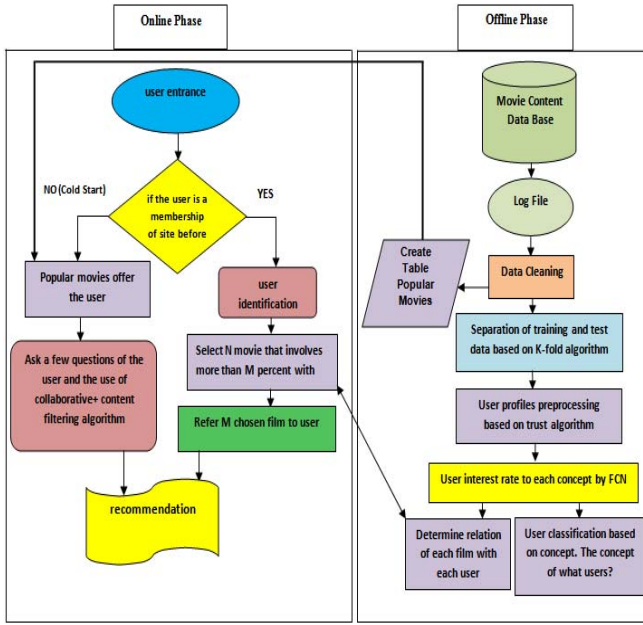 Online Phase
Offline Phase
user entrance
if the user is a
membership
of site before
NO(Cold Start)
YES
Popular movies offer
the user
user
identification
Ask a few questions of the
user and the use of
collaborative+ content
filtering algorithm
Select N movie that involves
more than M percent with
Refer M chosen film to user
recommendation
Movie Content
Data Base
Log File
Create
Table
Popular
Movies
Data Cleaning
Separation of training and test
data based on K-fold algorithm
User profiles preprocessing
based on trust algorithm
User interest rate to each concept by FCN
Determine relation
of each film with
each user
User classification based
on concept. The concept
of what users?